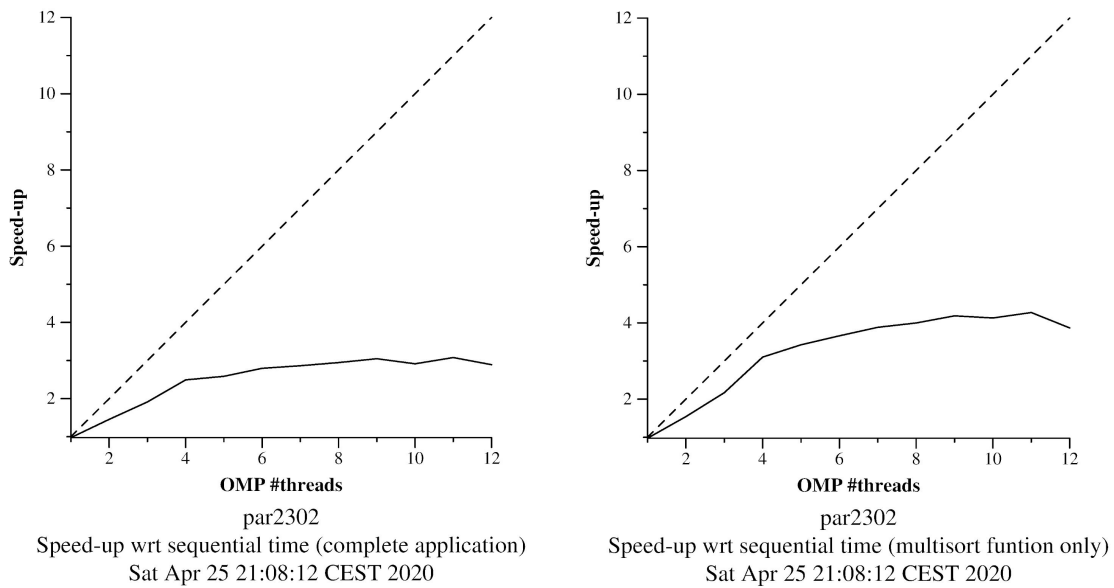 12
10
8
6
4
2
Speed-up
2 4 6 8 10 12
OMP #threads
par2302
Speed-up wrt sequential time (complete application)
Sat Apr 25 21:08:12 CEST 2020
12
10
8
6
4
2
Speed-up
2 4 6 8 10 12
OMP #threads
par2302
Speed-up wrt sequential time (multisort funtion only)
Sat Apr 25 21:08:12 CEST 2020